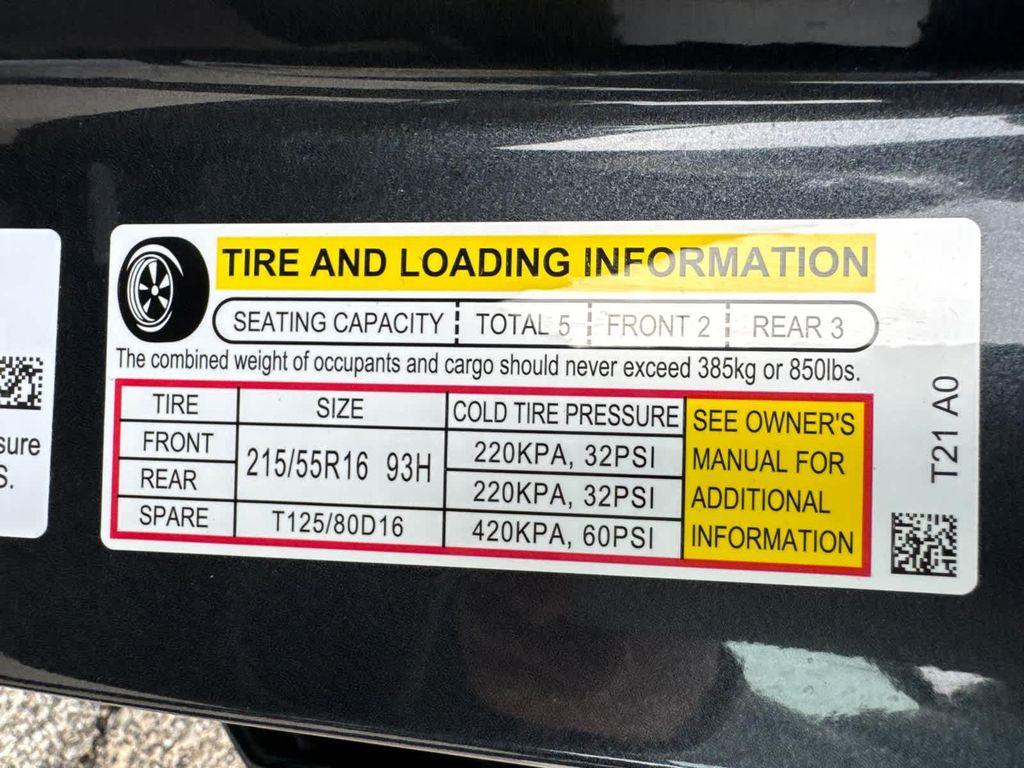 TIRE AND LOADING INFORMATION
SEATING CAPACITY TOTAL 5 FRONT 2 REAR 3
The combined weight of occupants and cargo should never exceed 385kg or 850lbs.
TIRE SIZE COLD TIRE PRESSURE
FRONT 215/55R16 93H 220KPA, 32PSI
REAR 220KPA, 32PSI
SPARE T125/80D16 420KPA, 60PSI
SEE OWNER'S
MANUAL FOR
ADDITIONAL
INFORMATION
T21 A0
sure
S.